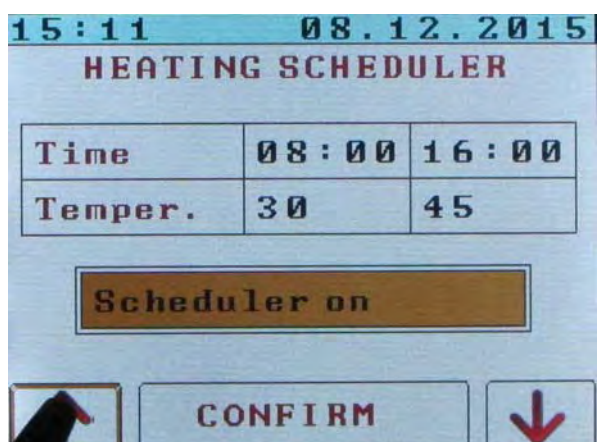 15:11 08.12.2015
HEATING SCHEDULER
Time 08:00 16:00
Temper. 30 45
Scheduler on
CONFIRM